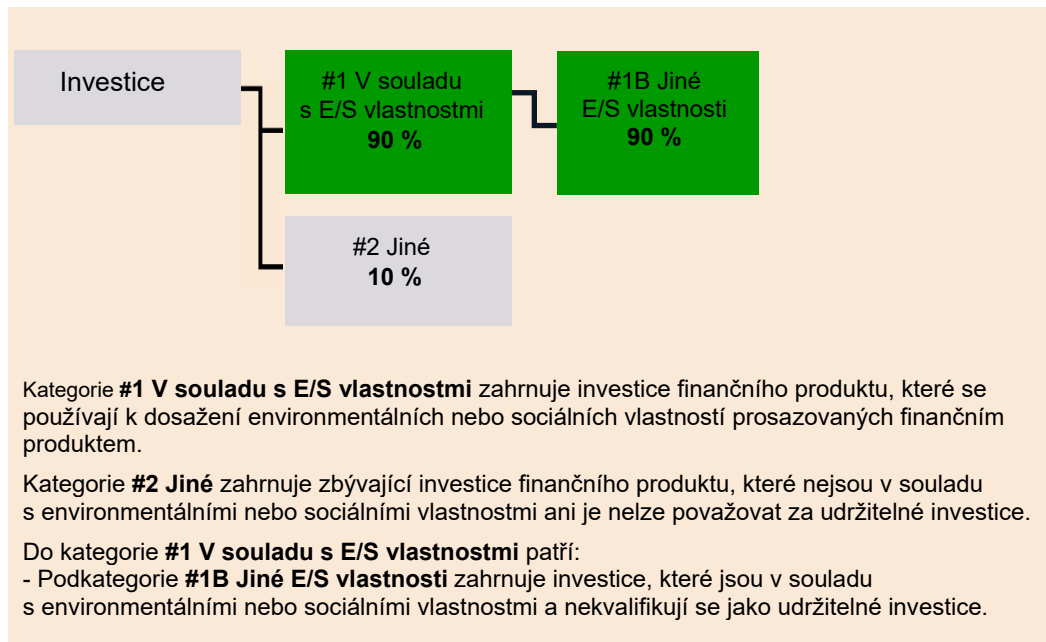 Investice
#1 V souladu
s E/S vlastnostmi
90 %
#1B Jiné
E/S vlastnosti
90 %
#2 Jiné
10 %
Kategorie #1 V souladu s E/S vlastnostmi zahrnuje investice finančního produktu, které se
používají k dosažení environmentálních nebo sociálních vlastností prosazovaných finančním
produktem.
Kategorie #2 Jiné zahrnuje zbývající investice finančního produktu, které nejsou v souladu
s environmentálními nebo sociálními vlastnostmi ani je nelze považovat za udržitelné investice.
Do kategorie #1 V souladu s E/S vlastnostmi patří:
- Podkategorie #1B Jiné E/S vlastnosti zahrnuje investice, které jsou v souladu
s environmentálními nebo sociálními vlastnostmi a nekvalifikují se jako udržitelné investice.